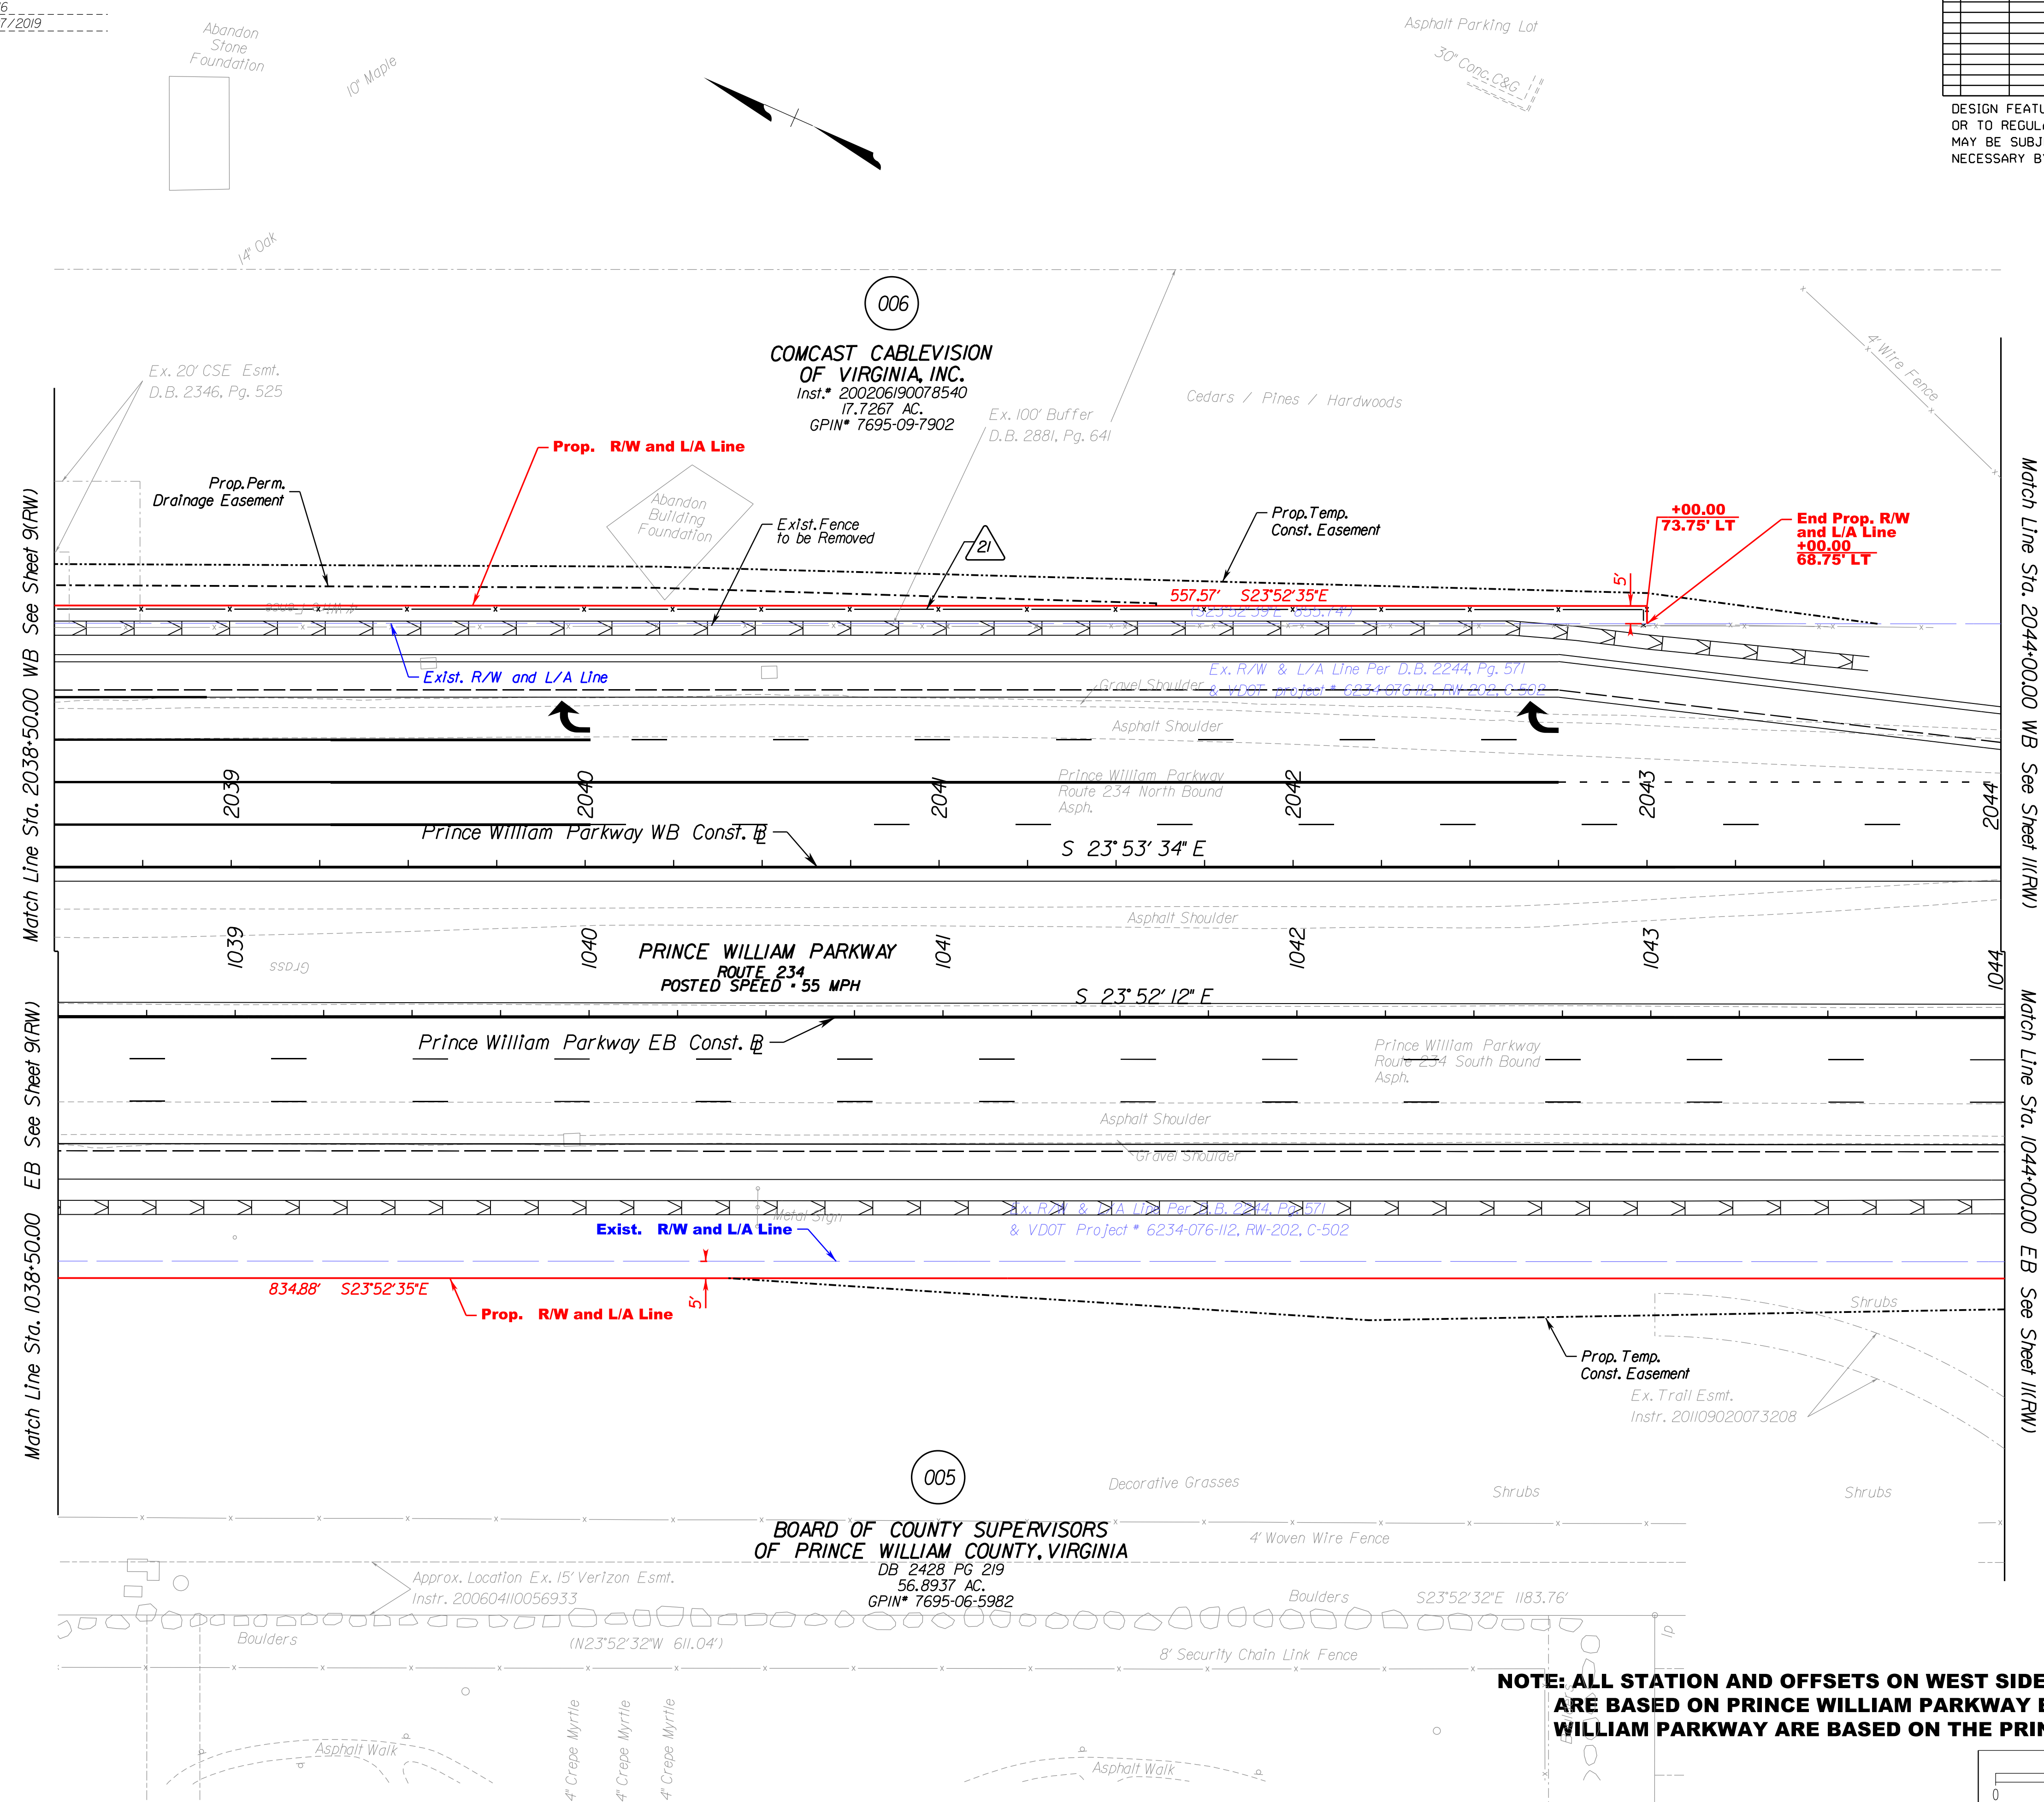 7/2019
Abandon
Stone
Foundation
10" Maple
14" Oak
Asphalt Parking Lot
30" Conc. C&G
DESIGN FEATU
OR TO REGUL
MAY BE SUBJ
NECESSARY B
006
COMCAST CABLEVISION
OF VIRGINIA, INC.
Inst.# 200206190078540
17.7267 AC.
GPIN# 7695-09-7902
Ex. 20' CSE Esmt.
D.B. 2346, Pg. 525
Ex. 100' Buffer
D.B. 2881, Pg. 641
Cedars / Pines / Hardwoods
4' Wire Fence
Prop. R/W and L/A Line
Prop. Perm.
Drainage Easement
Abandon
Building
Foundation
Exist. Fence
to be Removed
21
Prop. Temp.
Const. Easement
+00.00
73.75' LT
End Prop. R/W
and L/A Line
+00.00
68.75' LT
5'
557.57' S23°52'35"E
(S23°52'39"E 655.74')
4' Wire Fence
Exist. R/W and L/A Line
Ex. R/W & L/A Line Per D.B. 2244, Pg. 571
& VDOT project # 6234-076-112, RW-202, C-502
Gravel Shoulder
Asphalt Shoulder
Prince William Parkway
Route 234 North Bound
Asph.
2039
2040
2041
2042
2043
2044
Prince William Parkway WB Const. BL
S 23° 53' 34" E
Asphalt Shoulder
1039
1040
1041
1042
1043
1044
Grass
PRINCE WILLIAM PARKWAY
ROUTE 234
POSTED SPEED = 55 MPH
S 23° 52' 12" E
Prince William Parkway EB Const. BL
Prince William Parkway
Route 234 South Bound
Asph.
Asphalt Shoulder
Gravel Shoulder
Metal Sign
Ex. R/W & L/A Line Per D.B. 2244, Pg. 571
& VDOT Project # 6234-076-112, RW-202, C-502
Exist. R/W and L/A Line
834.88' S23°52'35"E
Prop. R/W and L/A Line
5'
Shrubs
Prop. Temp.
Const. Easement
Ex. Trail Esmt.
Instr. 201109020073208
005
Decorative Grasses
Shrubs
Shrubs
BOARD OF COUNTY SUPERVISORS
OF PRINCE WILLIAM COUNTY, VIRGINIA
DB 2428 PG 219
56.8937 AC.
GPIN# 7695-06-5982
4' Woven Wire Fence
Approx. Location Ex. 15' Verizon Esmt.
Instr. 200604110056933
Boulders
S23°52'32"E 1183.76'
Boulders
(N23°52'32"W 611.04')
8' Security Chain Link Fence
IP
Boulders
4" Crepe Myrtle
4" Crepe Myrtle
4" Crepe Myrtle
Asphalt Walk
Asphalt Walk
NOTE: ALL STATION AND OFFSETS ON WEST SIDE
ARE BASED ON PRINCE WILLIAM PARKWAY E
WILLIAM PARKWAY ARE BASED ON THE PRIN
0
Match Line Sta. 2038+50.00 WB See Sheet 9(RW)
Match Line Sta. 1038+50.00 EB See Sheet 9(RW)
Match Line Sta. 2044+00.00 WB See Sheet 11(RW)
Match Line Sta. 1044+00.00 EB See Sheet 11(RW)